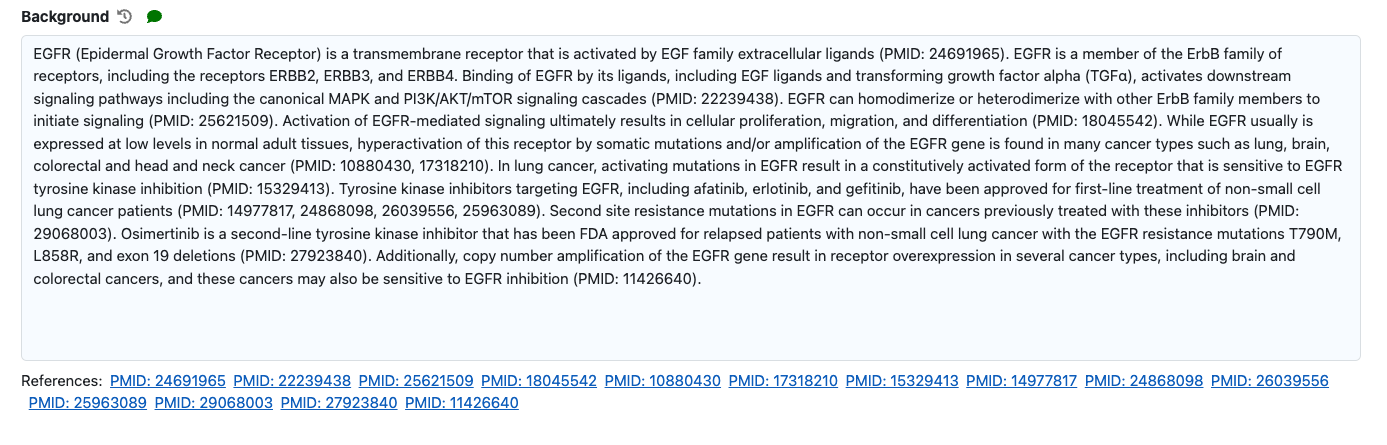 Background
EGFR (Epidermal Growth Factor Receptor) is a transmembrane receptor that is activated by EGF family extracellular ligands (PMID: 24691965). EGFR is a member of the ErbB family of
receptors, including the receptors ERBB2, ERBB3, and ERBB4. Binding of EGFR by its ligands, including EGF ligands and transforming growth factor alpha (TGFα), activates downstream
signaling pathways including the canonical MAPK and PI3K/AKT/mTOR signaling cascades (PMID: 22239438). EGFR can homodimerize or heterodimerize with other ErbB family members to
initiate signaling (PMID: 25621509). Activation of EGFR-mediated signaling ultimately results in cellular proliferation, migration, and differentiation (PMID: 18045542). While EGFR usually is
expressed at low levels in normal adult tissues, hyperactivation of this receptor by somatic mutations and/or amplification of the EGFR gene is found in many cancer types such as lung, brain,
colorectal and head and neck cancer (PMID: 10880430, 17318210). In lung cancer, activating mutations in EGFR result in a constitutively activated form of the receptor that is sensitive to EGFR
tyrosine kinase inhibition (PMID: 15329413). Tyrosine kinase inhibitors targeting EGFR, including afatinib, erlotinib, and gefitinib, have been approved for first-line treatment of non-small cell
lung cancer patients (PMID: 14977817, 24868098, 26039556, 25963089). Second site resistance mutations in EGFR can occur in cancers previously treated with these inhibitors (PMID:
29068003). Osimertinib is a second-line tyrosine kinase inhibitor that has been FDA approved for relapsed patients with non-small cell lung cancer with the EGFR resistance mutations T790M,
L858R, and exon 19 deletions (PMID: 27923840). Additionally, copy number amplification of the EGFR gene result in receptor overexpression in several cancer types, including brain and
colorectal cancers, and these cancers may also be sensitive to EGFR inhibition (PMID: 11426640).
References: PMID: 24691965 PMID: 22239438 PMID: 25621509 PMID: 18045542 PMID: 10880430 PMID: 17318210 PMID: 15329413 PMID: 14977817 PMID: 24868098 PMID: 26039556
PMID: 25963089 PMID: 29068003 PMID: 27923840 PMID: 11426640